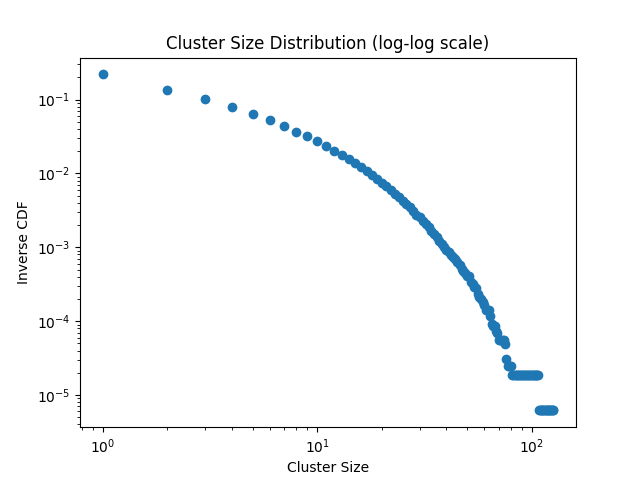 Cluster Size Distribution (log-log scale)
Inverse CDF
10⁻¹
10⁻²
10⁻³
10⁻⁴
10⁻⁵
10⁰ 10¹ 10²
Cluster Size